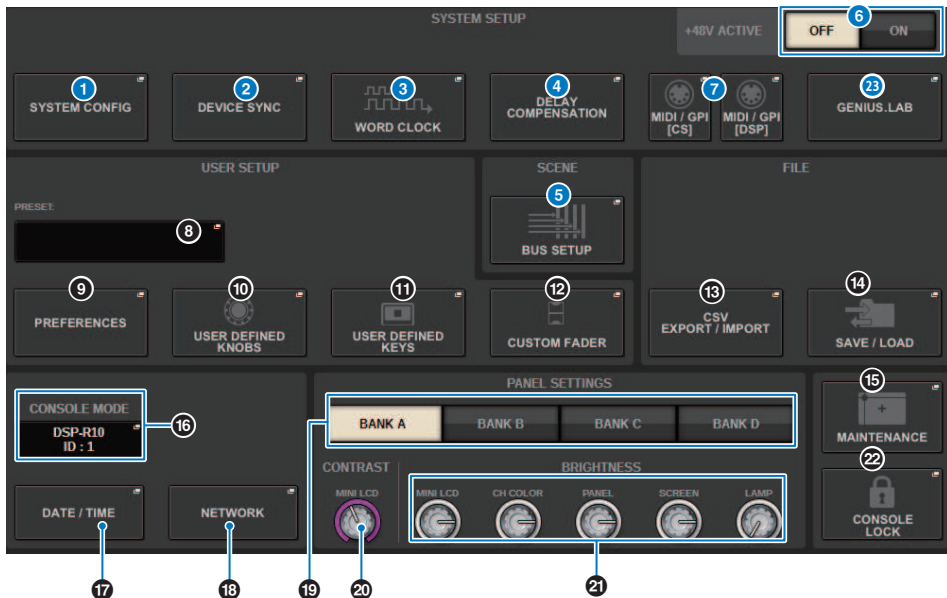 SYSTEM SETUP
+48V ACTIVE
OFF
6
ON
1
SYSTEM CONFIG
2
DEVICE SYNC
3
WORD CLOCK
4
DELAY
COMPENSATION
7
MIDI / GPI
[CS]
MIDI / GPI
[DSP]
23
GENIUS.LAB
USER SETUP
SCENE
FILE
PRESET:
8
5
BUS SETUP
9
PREFERENCES
10
USER DEFINED
KNOBS
11
USER DEFINED
KEYS
12
CUSTOM FADER
13
CSV
EXPORT / IMPORT
14
SAVE / LOAD
CONSOLE MODE
DSP-R10
ID : 1
16
PANEL SETTINGS
BANK A
BANK B
BANK C
BANK D
15
MAINTENANCE
CONTRAST
BRIGHTNESS
MINI LCD
MINI LCD
CH COLOR
PANEL
SCREEN
LAMP
22
CONSOLE
LOCK
DATE / TIME
NETWORK
17
18
19
20
21